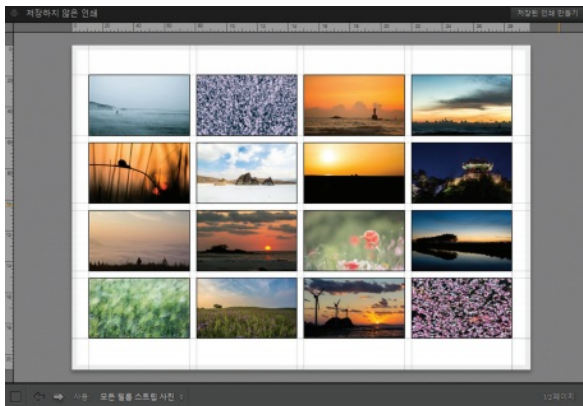 저장하지 않은 인쇄
저장된 인쇄 만들기
사용: 모든 필름 스트립 사진
1/2페이지